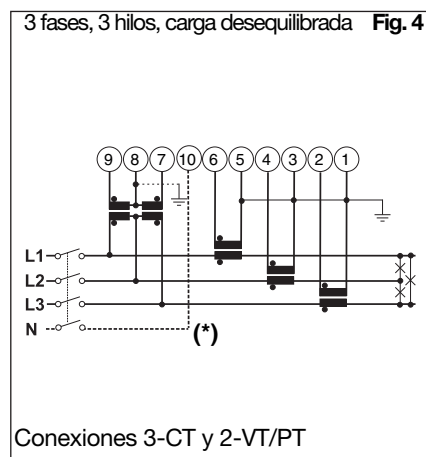 3 fases, 3 hilos, carga desequilibrada Fig. 4
9 8 7 10 6 5 4 3 2 1
L1
L2
L3
N (*)
Conexiones 3-CT y 2-VT/PT